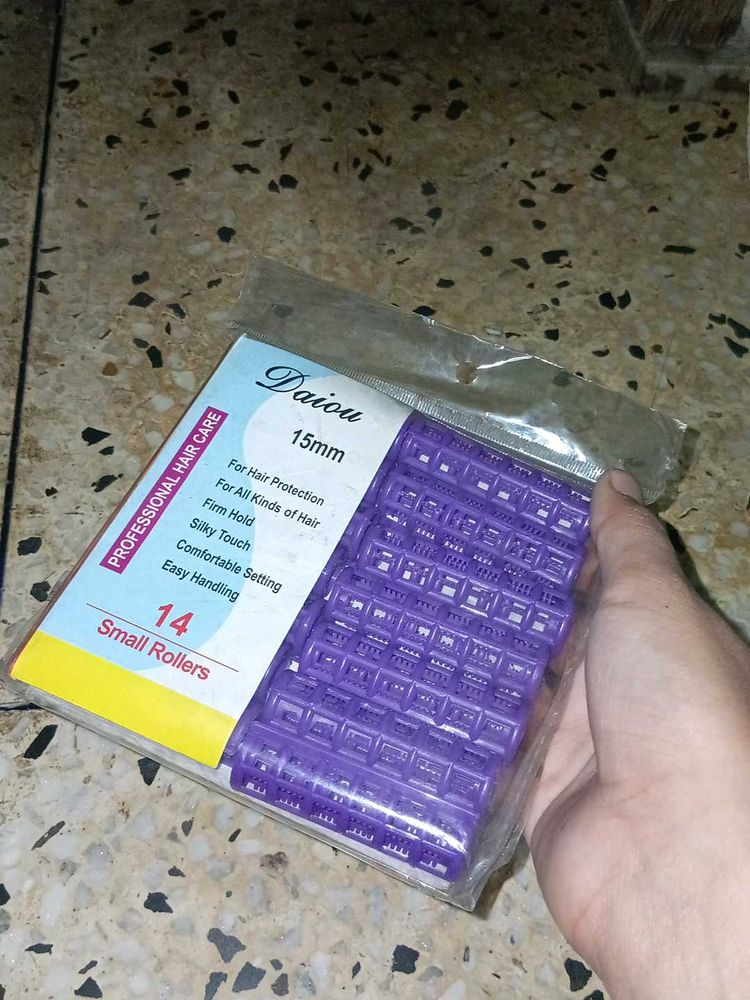 Daiou
15mm
PROFESSIONAL HAIR CARE
For Hair Protection
For All Kinds of Hair
Firm Hold
Silky Touch
Comfortable Setting
Easy Handling
14
Small Rollers